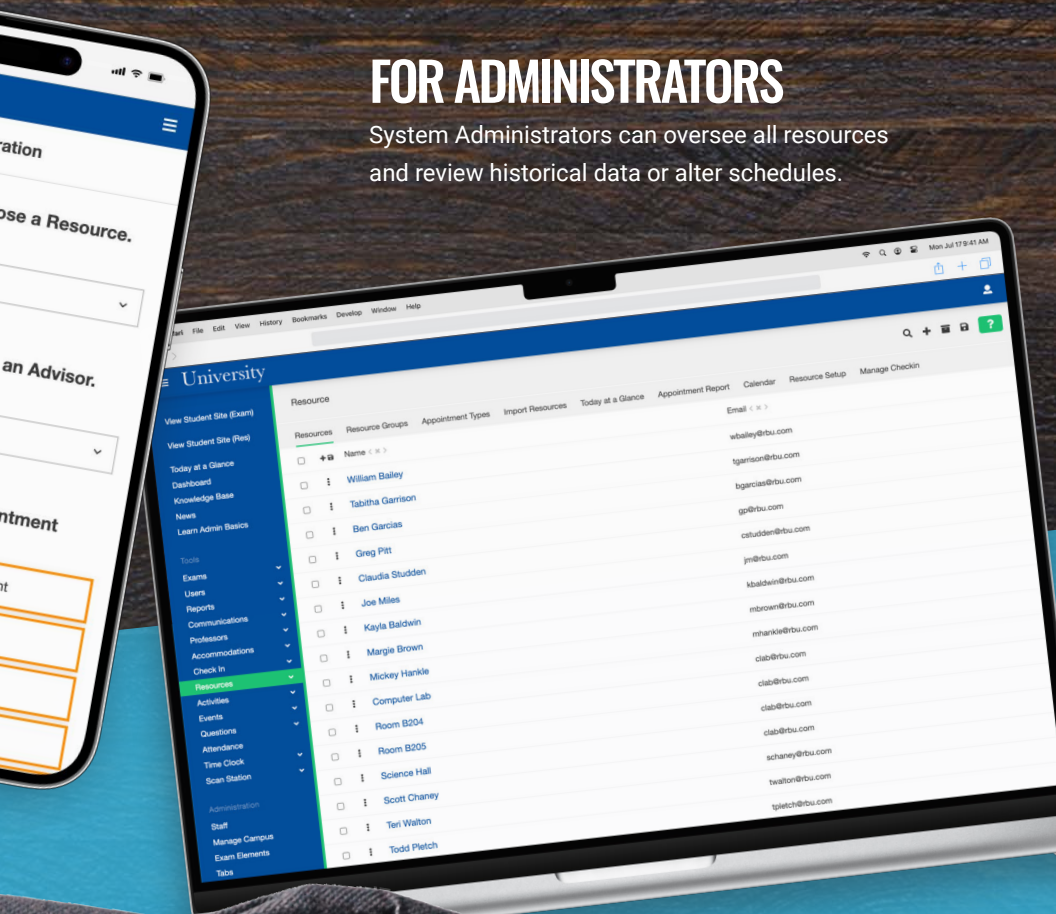 FOR ADMINISTRATORS
System Administrators can oversee all resources
and review historical data or alter schedules.
ose a Resource.
an Advisor.
File Edit View History Bookmarks Develop Window Help
Mon Jul 17 9:41 AM
University
View Student Site (Exam)
View Student Site (Res)
Today at a Glance
Dashboard
Knowledge Base
News
Learn Admin Basics
Tools
Exams
Users
Reports
Communications
Professors
Accommodations
Check In
Resources
Activities
Events
Questions
Attendance
Time Clock
Scan Station
Administration
Staff
Manage Campus
Exam Elements
Tabs
Resource
Resources Resource Groups Appointment Types Import Resources Today at a Glance Appointment Report Calendar Resource Setup Manage Checkin
?
Name
Email
William Bailey
wbailey@rbu.com
Tabitha Garrison
tgarrison@rbu.com
Ben Garcias
bgarcias@rbu.com
Greg Pitt
gp@rbu.com
Claudia Studden
cstudden@rbu.com
Joe Miles
jm@rbu.com
Kayla Baldwin
kbaldwin@rbu.com
Margie Brown
mbrown@rbu.com
Mickey Hankle
mhankle@rbu.com
Computer Lab
clab@rbu.com
Room B204
clab@rbu.com
Room B205
clab@rbu.com
Science Hall
clab@rbu.com
Scott Chaney
schaney@rbu.com
Teri Walton
twalton@rbu.com
Todd Pletch
tpletch@rbu.com